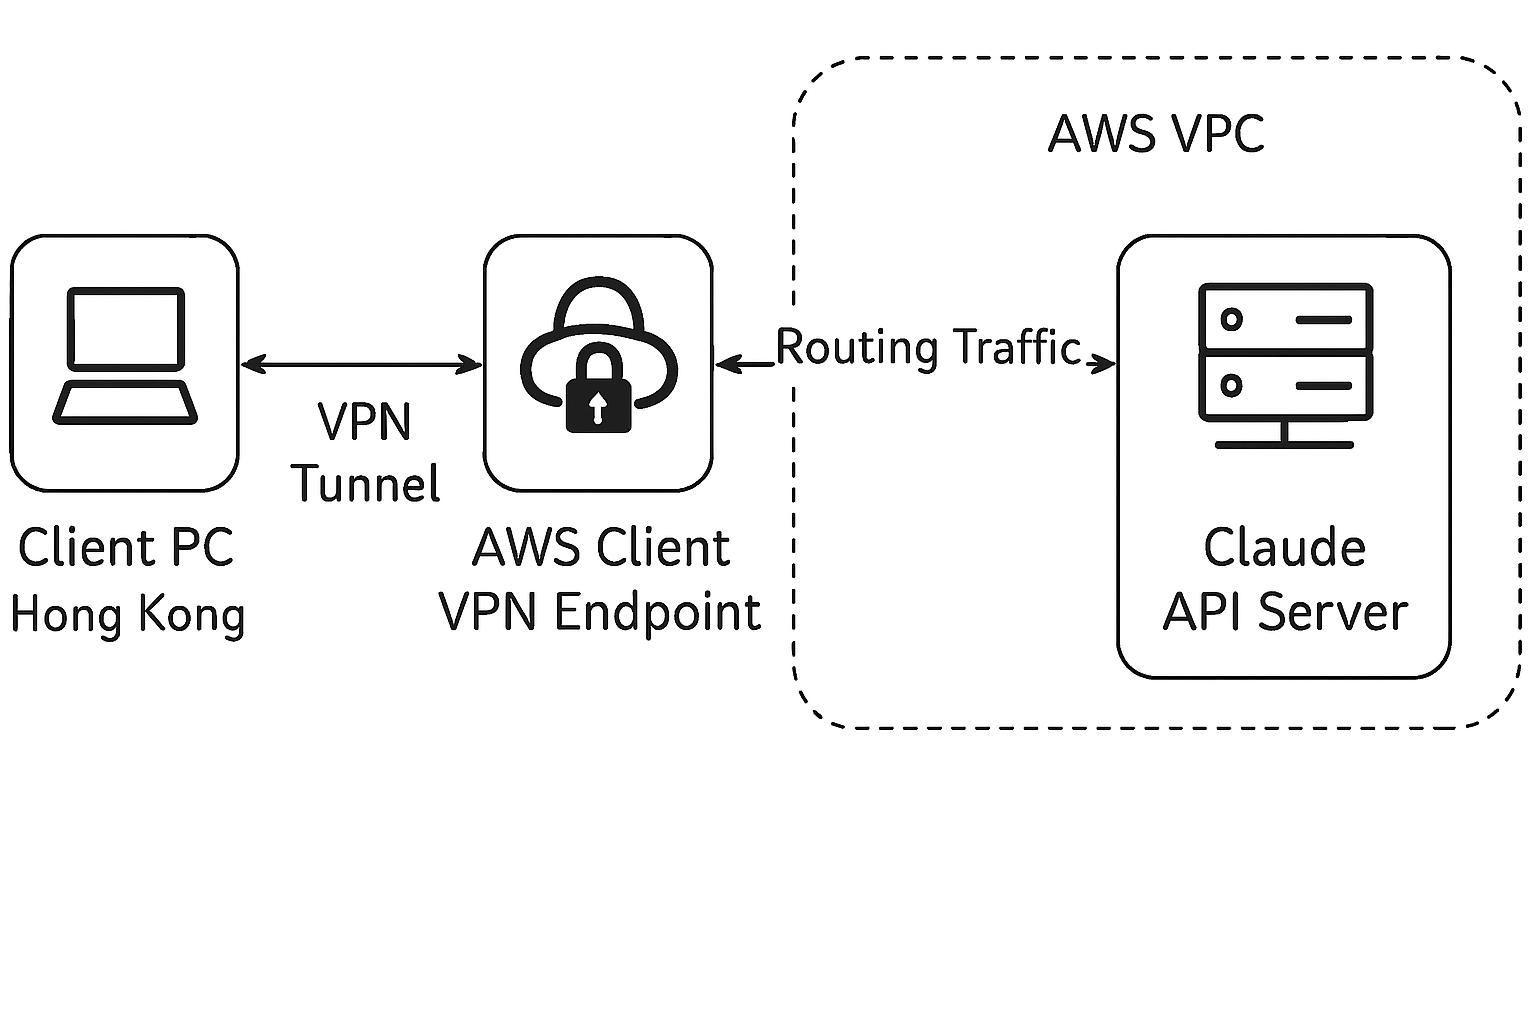 AWS VPC
Routing Traffic
VPN
Tunnel
Client PC
Hong Kong
AWS Client
VPN Endpoint
Claude
API Server